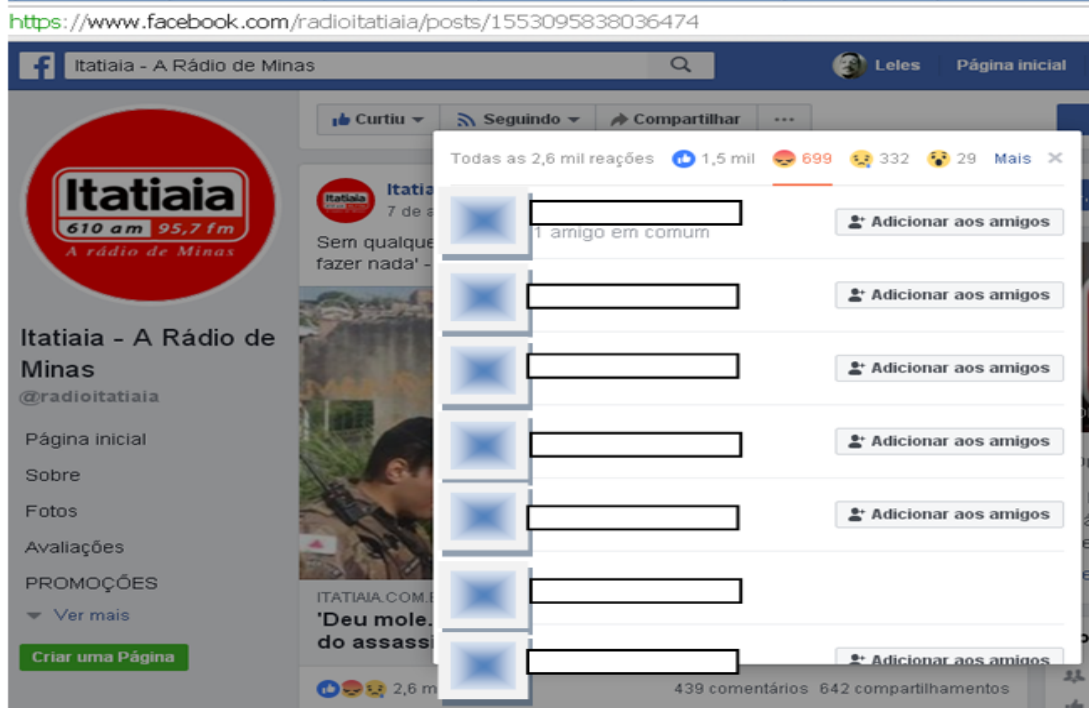 https://www.facebook.com/radioitatiaia/posts/1553095838036474
Itatiaia - A Rádio de Minas
Leles
Página inicial
Itatiaia
610 am 95,7 fm
A rádio de Minas
Itatiaia - A Rádio de
Minas
@radioitatiaia
Página inicial
Sobre
Fotos
Avaliações
PROMOÇÕES
Ver mais
Criar uma Página
Curtiu Seguindo Compartilhar ...
Itatiaia
7 de
Sem
fazer nada' -
ITATIAIA.COM
'Deu mole.
do
2,6 m
439 comentários 642 compartilhamentos
Todas as 2,6 mil reações 1,5 mil 699 332 29 Mais
1 amigo em comum
Adicionar aos amigos
Adicionar aos amigos
Adicionar aos amigos
Adicionar aos amigos
Adicionar aos amigos
Adicionar aos amigos